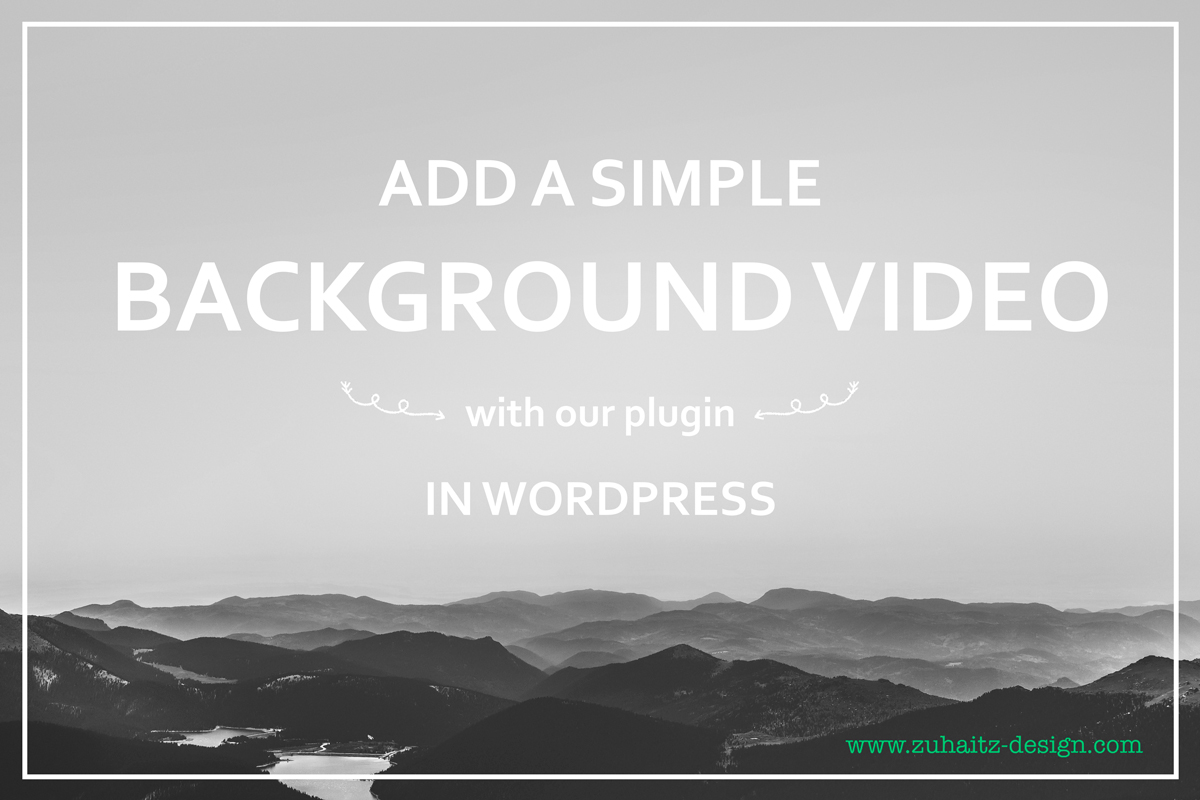 ADD A SIMPLE
BACKGROUND VIDEO
with our plugin
IN WORDPRESS
www.zuhaitz-design.com